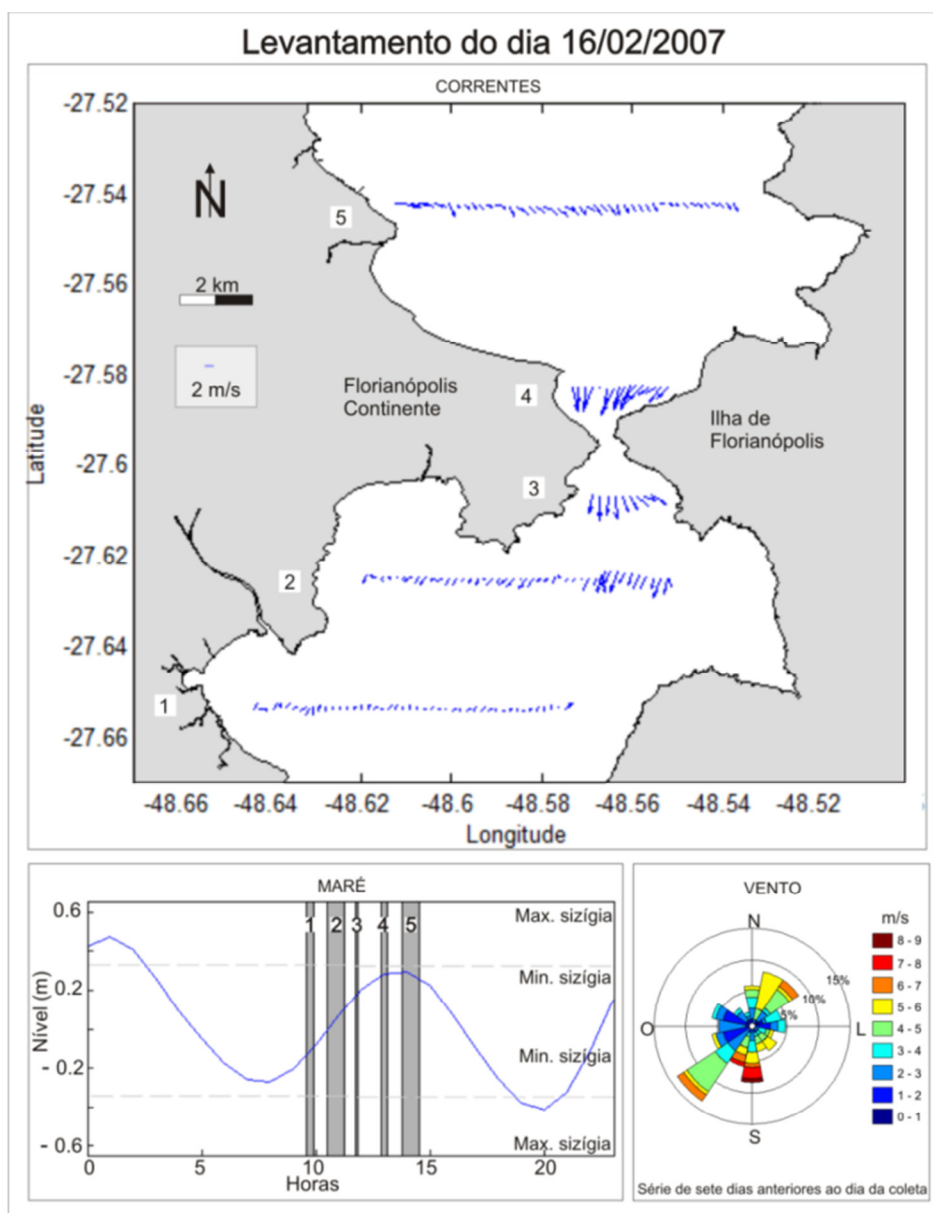 Levantamento do dia 16/02/2007
CORRENTES
-27.52
-27.54
-27.56
-27.58
-27.6
-27.62
-27.64
-27.66
Latitude
N
5
2 km
2 m/s
Florianópolis
Continente
4
Ilha de
Florianópolis
3
2
1
-48.66 -48.64 -48.62 -48.6 -48.58 -48.56 -48.54 -48.52
Longitude
MARÉ
0.6
0.2
- 0.2
- 0.6
Nível (m)
1 2 3 4 5
Max. sizígia
Min. sizígia
Min. sizígia
Max. sizígia
0 5 10 15 20
Horas
VENTO
N
O
L
S
15%
10%
5%
m/s
8 - 9
7 - 8
6 - 7
5 - 6
4 - 5
3 - 4
2 - 3
1 - 2
0 - 1
Série de sete dias anteriores ao dia da coleta